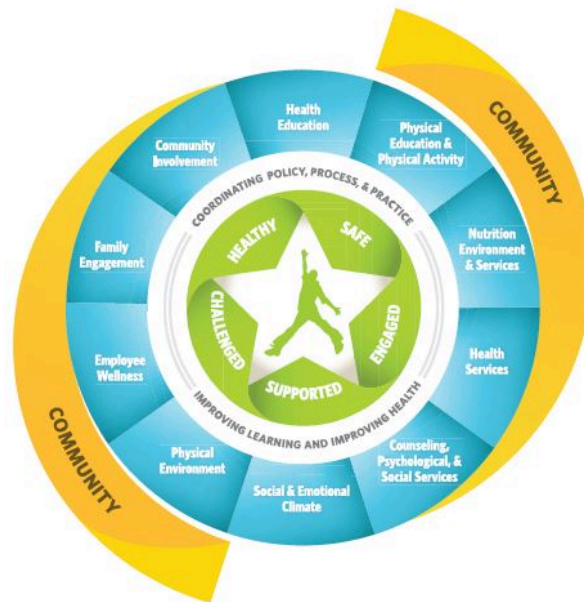 COMMUNITY
Health
Education
Physical
Education &
Physical Activity
Nutrition
Environment
& Services
Health
Services
Counseling,
Psychological, &
Social Services
Social & Emotional
Climate
Physical
Environment
Employee
Wellness
Family
Engagement
Community
Involvement
COORDINATING POLICY, PROCESS, & PRACTICE
IMPROVING LEARNING AND IMPROVING HEALTH
HEALTHY
SAFE
ENGAGED
SUPPORTED
CHALLENGED
COMMUNITY